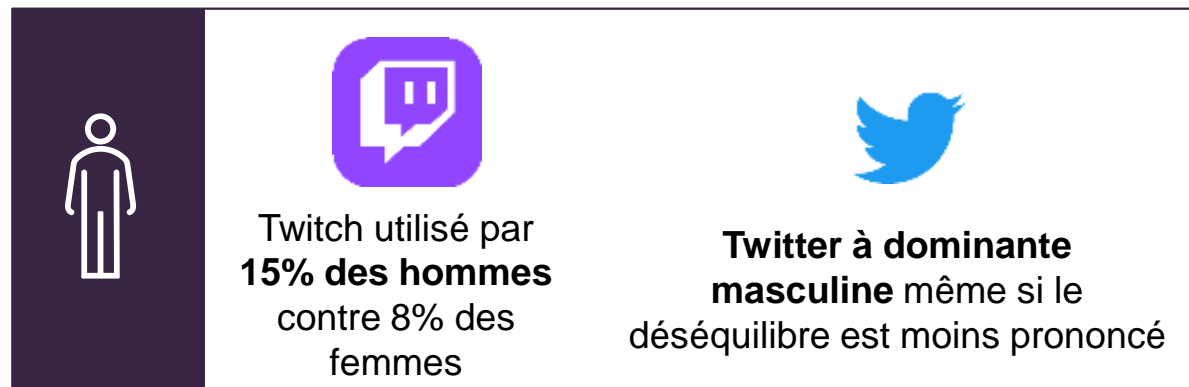 Twitch utilisé par
15% des hommes
contre 8% des
femmes
Twitter à dominante
masculine même si le
déséquilibre est moins prononcé